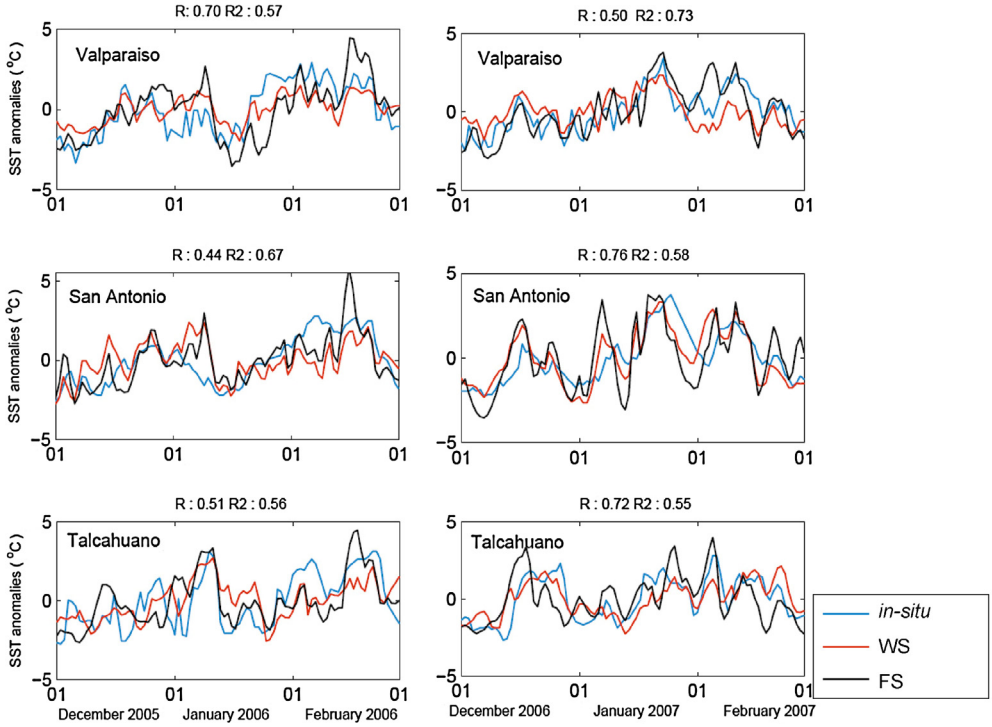 R: 0.70 R2 : 0.57
Valparaiso
SST anomalies ( °C)
5
0
−5
01 01 01 01
R : 0.50 R2 : 0.73
Valparaiso
5
0
−5
01 01 01 01
R : 0.44 R2 : 0.67
San Antonio
SST anomalies ( °C)
5
0
−5
01 01 01 01
R : 0.76 R2 : 0.58
San Antonio
5
0
−5
01 01 01 01
R : 0.51 R2 : 0.56
Talcahuano
SST anomalies ( °C)
5
0
−5
01 01 01 01
December 2005 January 2006 February 2006
R : 0.72 R2 : 0.55
Talcahuano
5
0
−5
01 01 01 01
December 2006 January 2007 February 2007
in-situ
WS
FS